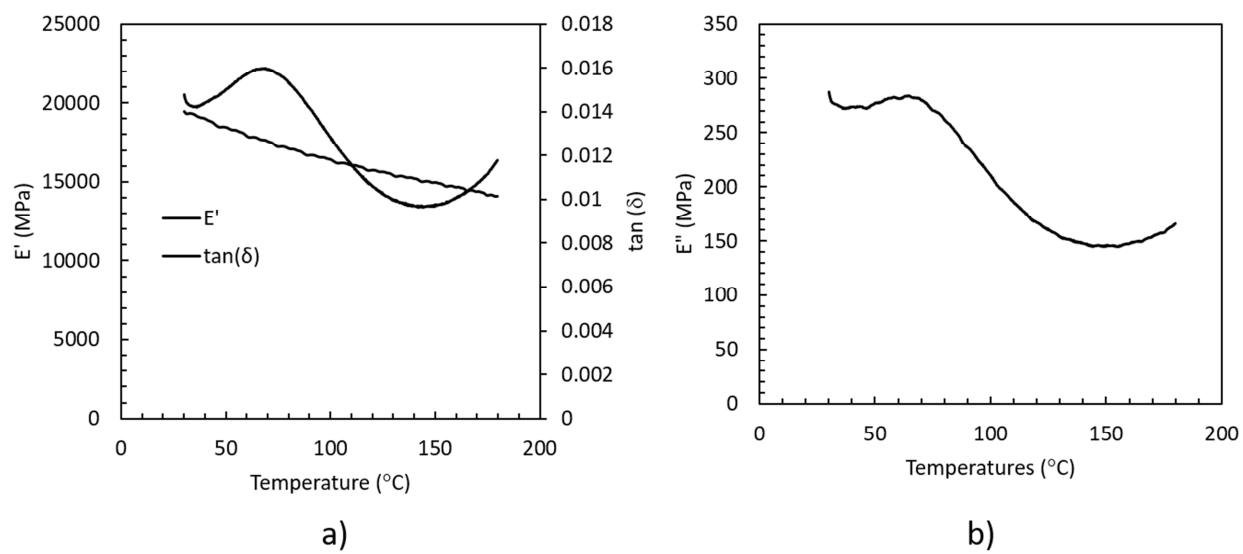 25000
20000
15000
10000
5000
0
E' (MPa)
0.018
0.016
0.014
0.012
0.01
0.008
0.006
0.004
0.002
0
tan (δ)
E'
tan(δ)
0 50 100 150 200
Temperature (°C)
a)
350
300
250
200
150
100
50
0
E" (MPa)
0 50 100 150 200
Temperatures (°C)
b)